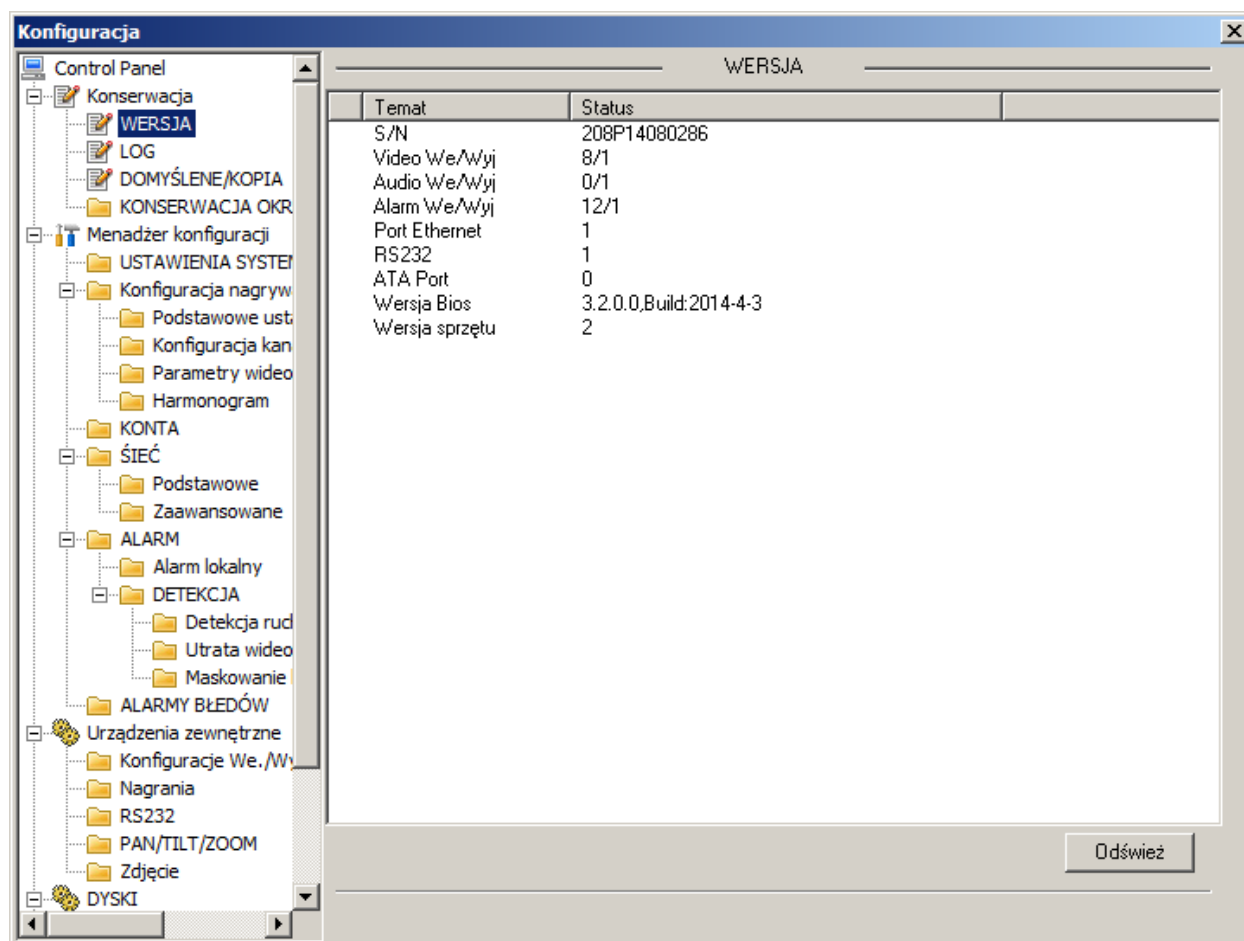 Konfiguracja
Control Panel
Konserwacja
WERSJA
LOG
DOMYŚLENE/KOPIA
KONSERWACJA OKR
Menadżer konfiguracji
USTAWIENIA SYSTEM
Konfiguracja nagryw
Podstawowe usta
Konfiguracja kan
Parametry wideo
Harmonogram
KONTA
ŚIEĆ
Podstawowe
Zaawansowane
ALARM
Alarm lokalny
DETEKCJA
Detekcja ruch
Utrata wideo
Maskowanie
ALARMY BŁEDÓW
Urządzenia zewnętrzne
Konfiguracje We./Wy
Nagrania
RS232
PAN/TILT/ZOOM
Zdjęcie
DYSKI
WERSJA
Temat Status
S/N 208P14080286
Video We/Wyj 8/1
Audio We/Wyj 0/1
Alarm We/Wyj 12/1
Port Ethernet 1
RS232 1
ATA Port 0
Wersja Bios 3.2.0.0,Build:2014-4-3
Wersja sprzętu 2
Odśwież